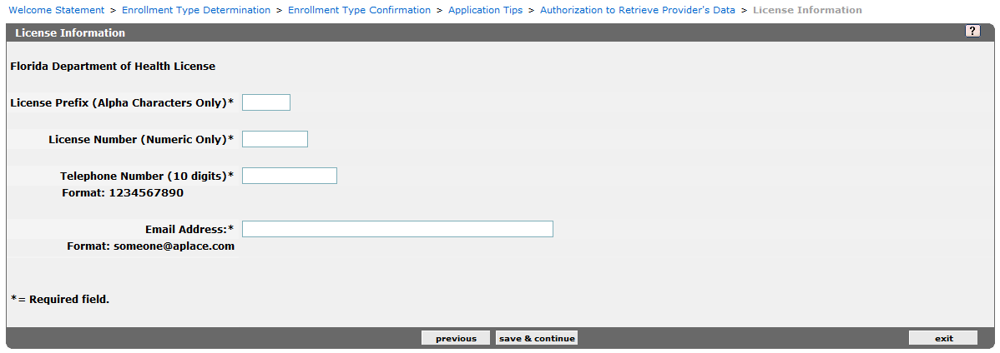 Welcome Statement > Enrollment Type Determination > Enrollment Type Confirmation > Application Tips > Authorization to Retrieve Provider's Data > License Information
License Information ?
Florida Department of Health License
License Prefix (Alpha Characters Only)*
License Number (Numeric Only)*
Telephone Number (10 digits)*
Format: 1234567890
Email Address:*
Format: someone@aplace.com
*= Required field.
previous save & continue exit